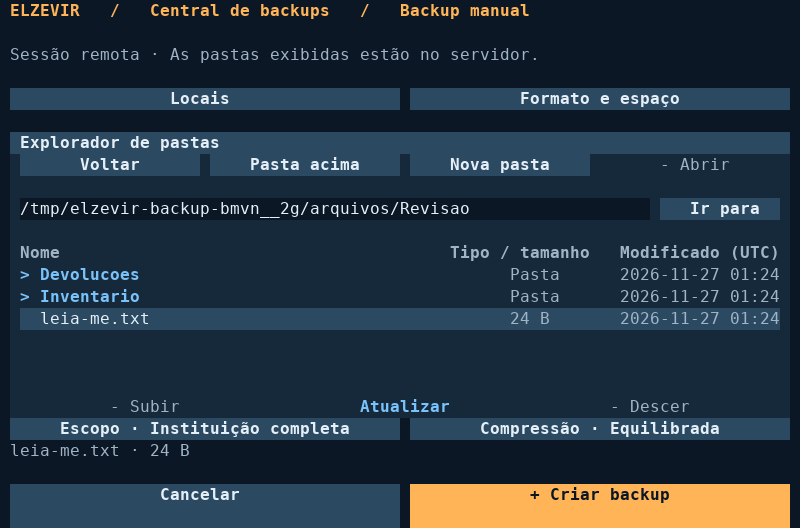 ELZEVIR / Central de backups / Backup manual
Sessão remota · As pastas exibidas estão no servidor.
Locais Formato e espaço
Explorador de pastas
Voltar Pasta acima Nova pasta - Abrir
/tmp/elzevir-backup-bmvn__2g/arquivos/Revisao Ir para
Nome Tipo / tamanho Modificado (UTC)
> Devolucoes Pasta 2026-11-27 01:24
> Inventario Pasta 2026-11-27 01:24
leia-me.txt 24 B 2026-11-27 01:24
- Subir Atualizar - Descer
Escopo · Instituição completa Compressão · Equilibrada
leia-me.txt · 24 B
Cancelar + Criar backup